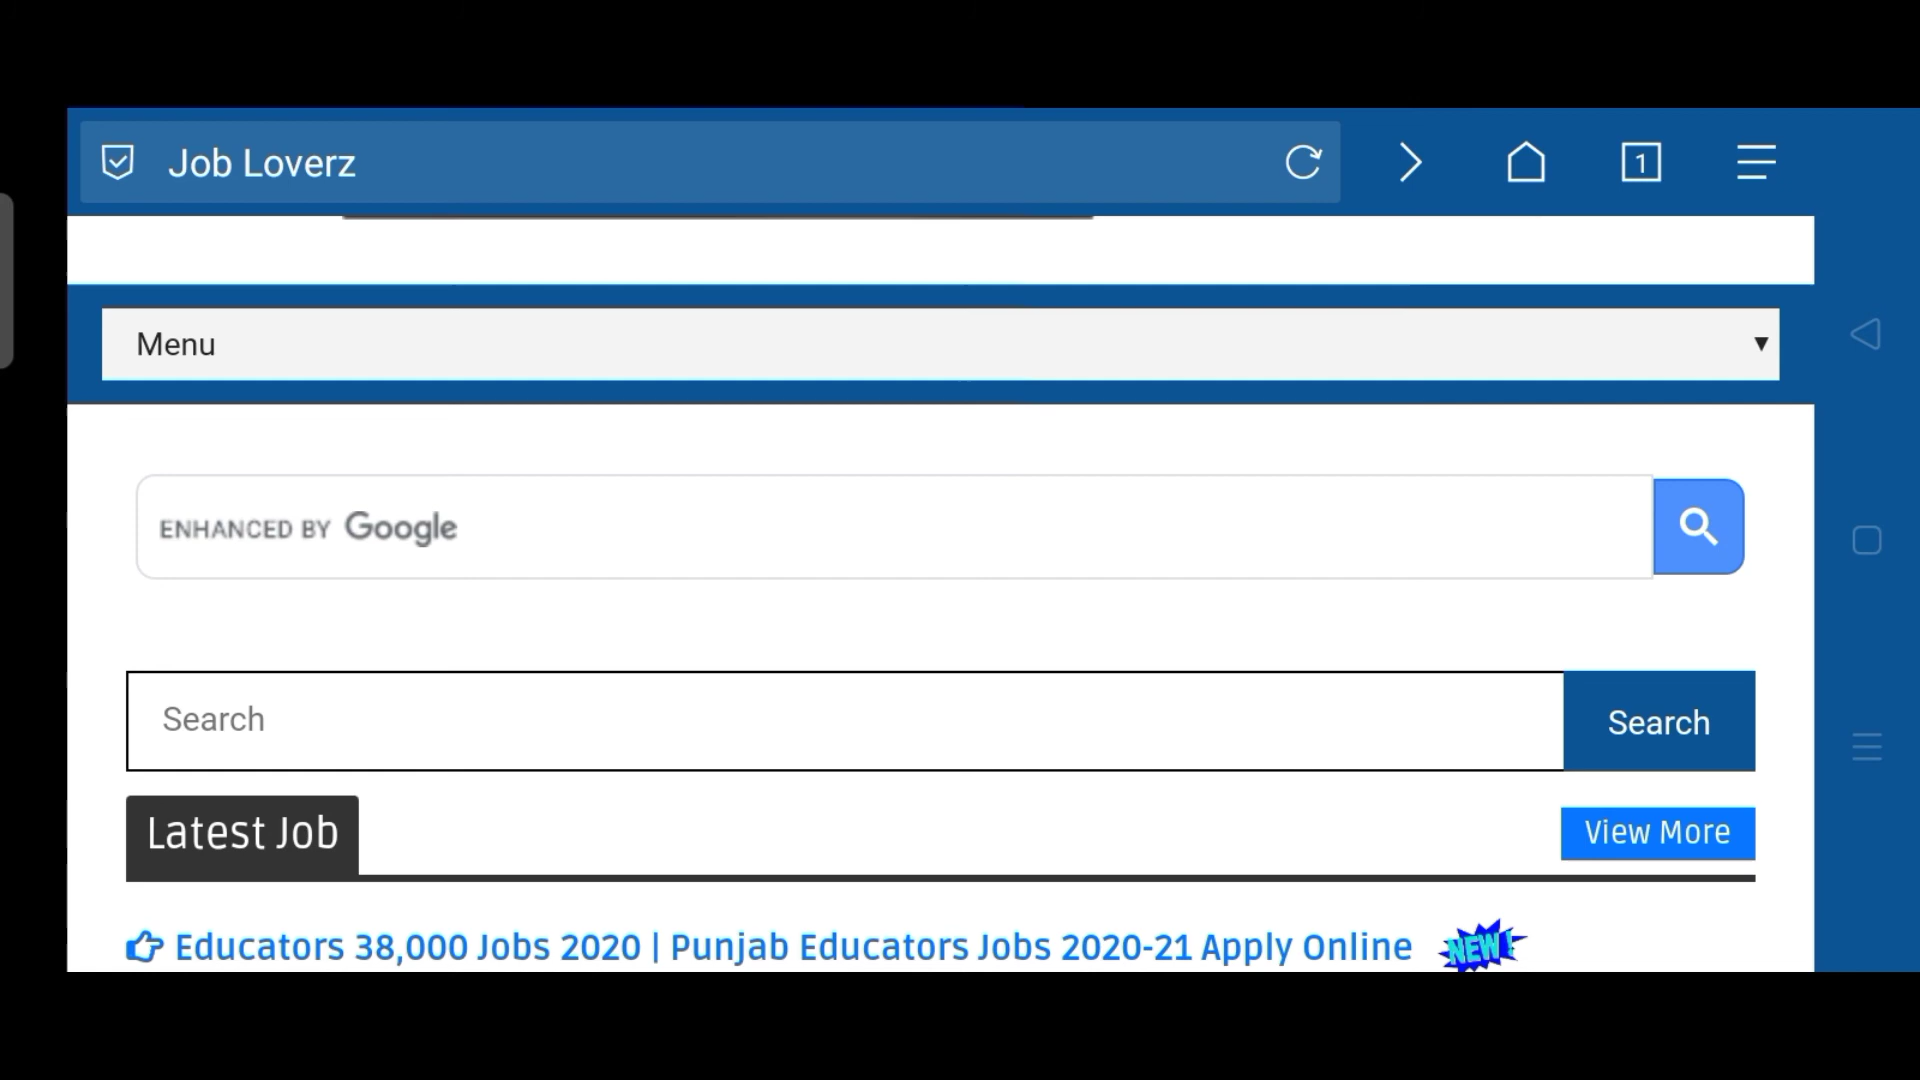 Job Loverz
1
Menu
ENHANCED BY Google
Search
Search
Latest Job
View More
Educators 38,000 Jobs 2020 | Punjab Educators Jobs 2020-21 Apply Online NEW!